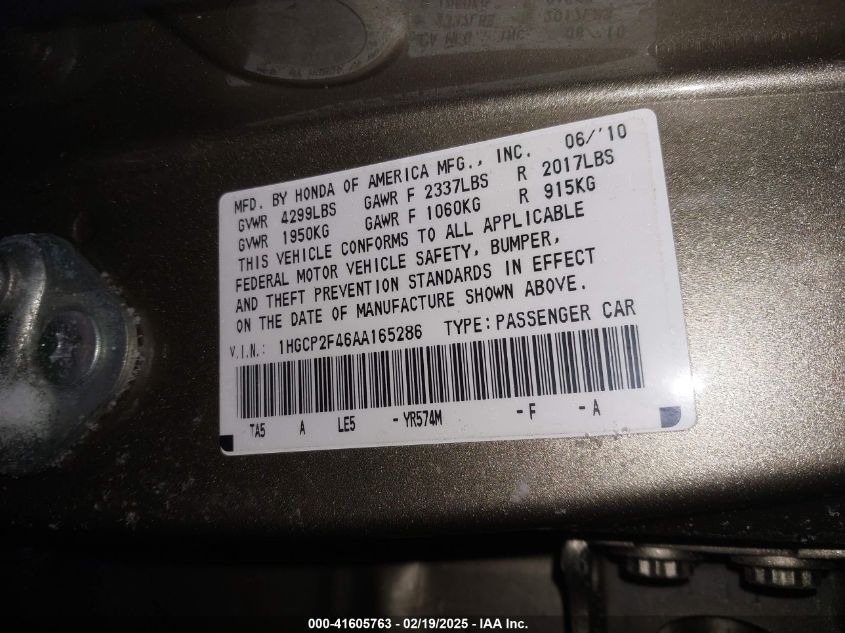 MFD. BY HONDA OF AMERICA MFG., INC. 06/'10
GVWR 4299LBS GAWR F 2337LBS R 2017LBS
GVWR 1950KG GAWR F 1060KG R 915KG
THIS VEHICLE CONFORMS TO ALL APPLICABLE
FEDERAL MOTOR VEHICLE SAFETY, BUMPER,
AND THEFT PREVENTION STANDARDS IN EFFECT
ON THE DATE OF MANUFACTURE SHOWN ABOVE.
V.I.N.: 1HGCP2F46AA165286 TYPE:PASSENGER CAR
TA5 A LE5 -YR574M -F -A
000-41605763 - 02/19/2025 - IAA Inc.